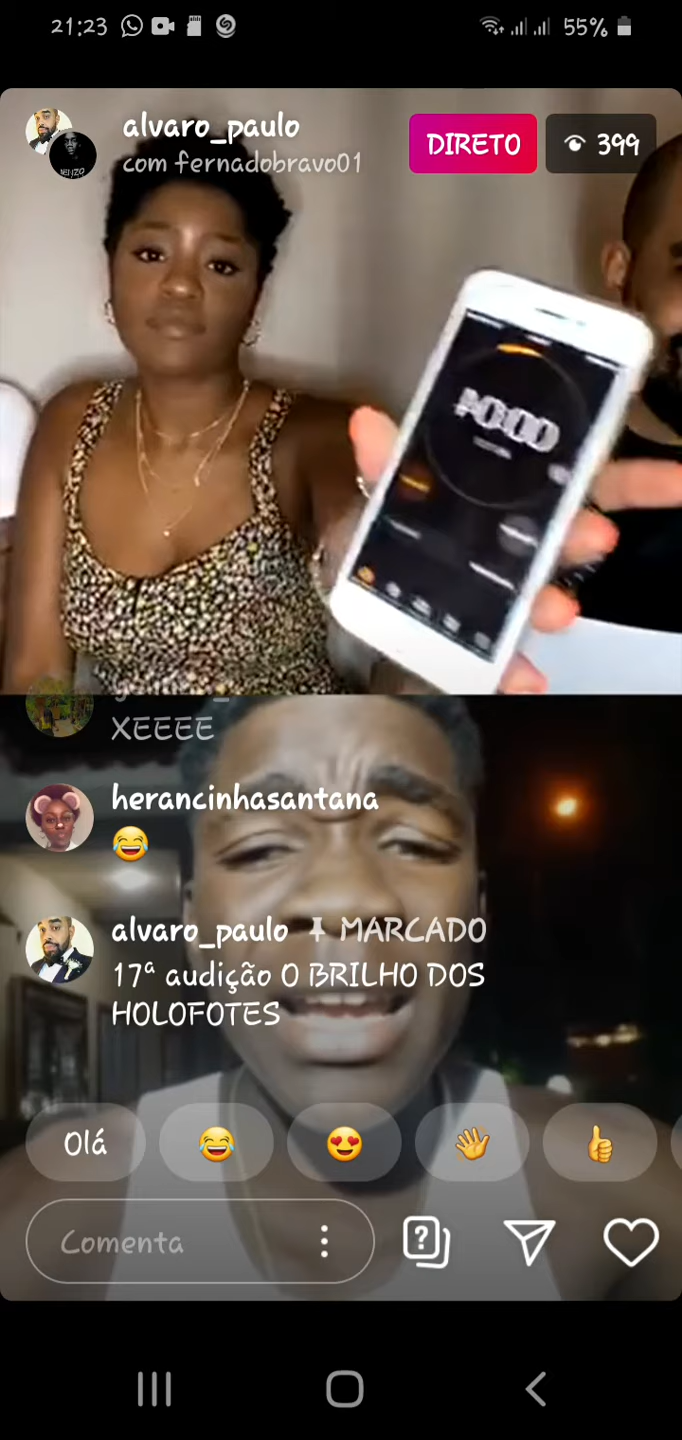 21:23
55%
alvaro_paulo
com fernadobravo01
DIRETO
399
XEEEE
herancinhasantana
😂
alvaro_paulo MARCADO
17ª audição O BRILHO DOS
HOLOFOTES
Olá 😂 😍 👋 👍
Comenta